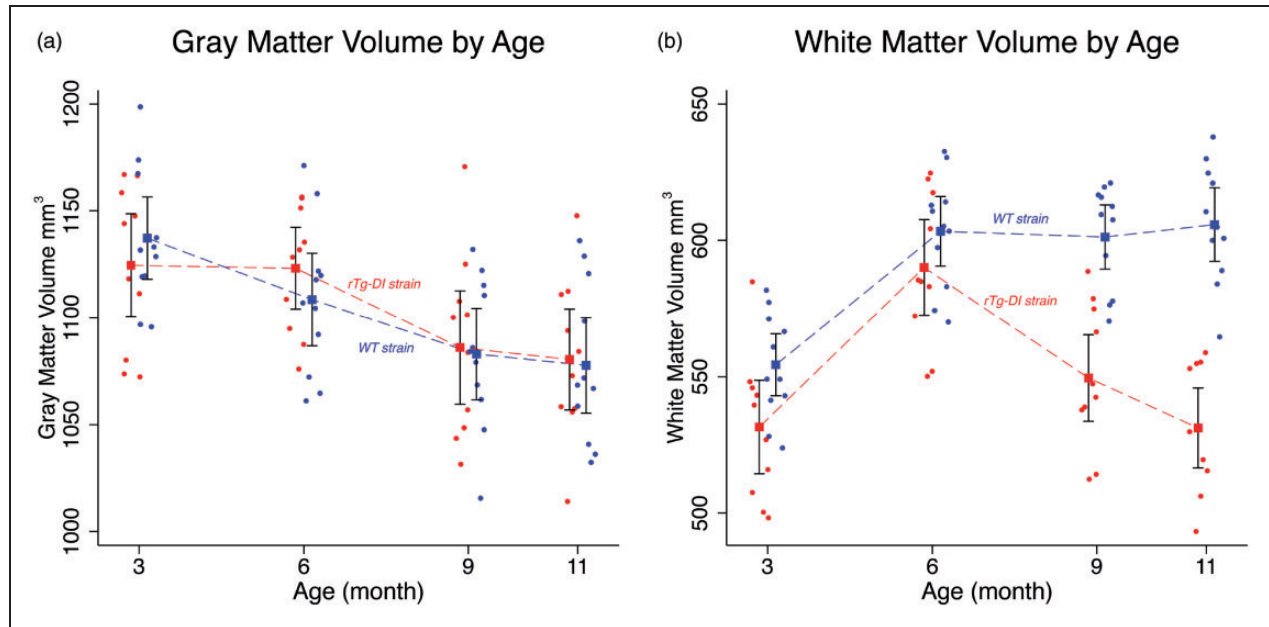 (a) Gray Matter Volume by Age
Gray Matter Volume mm³
1200
1150
1100
1050
1000
rTg-DI strain
WT strain
3 6 9 11
Age (month)
(b) White Matter Volume by Age
White Matter Volume mm³
650
600
550
500
WT strain
rTg-DI strain
3 6 9 11
Age (month)